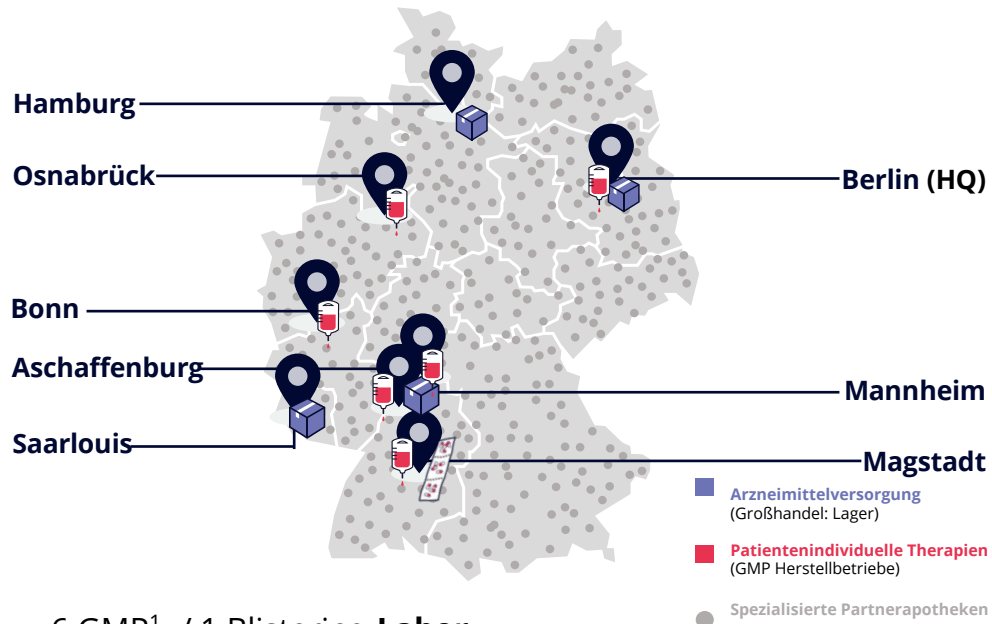 Hamburg
Osnabrück
Berlin (HQ)
Bonn
Aschaffenburg
Mannheim
Saarlouis
Magstadt
Arzneimittelversorgung
(Großhandel: Lager)
Patientenindividuelle Therapien
(GMP Herstellbetriebe)
Spezialisierte Partnerapotheken